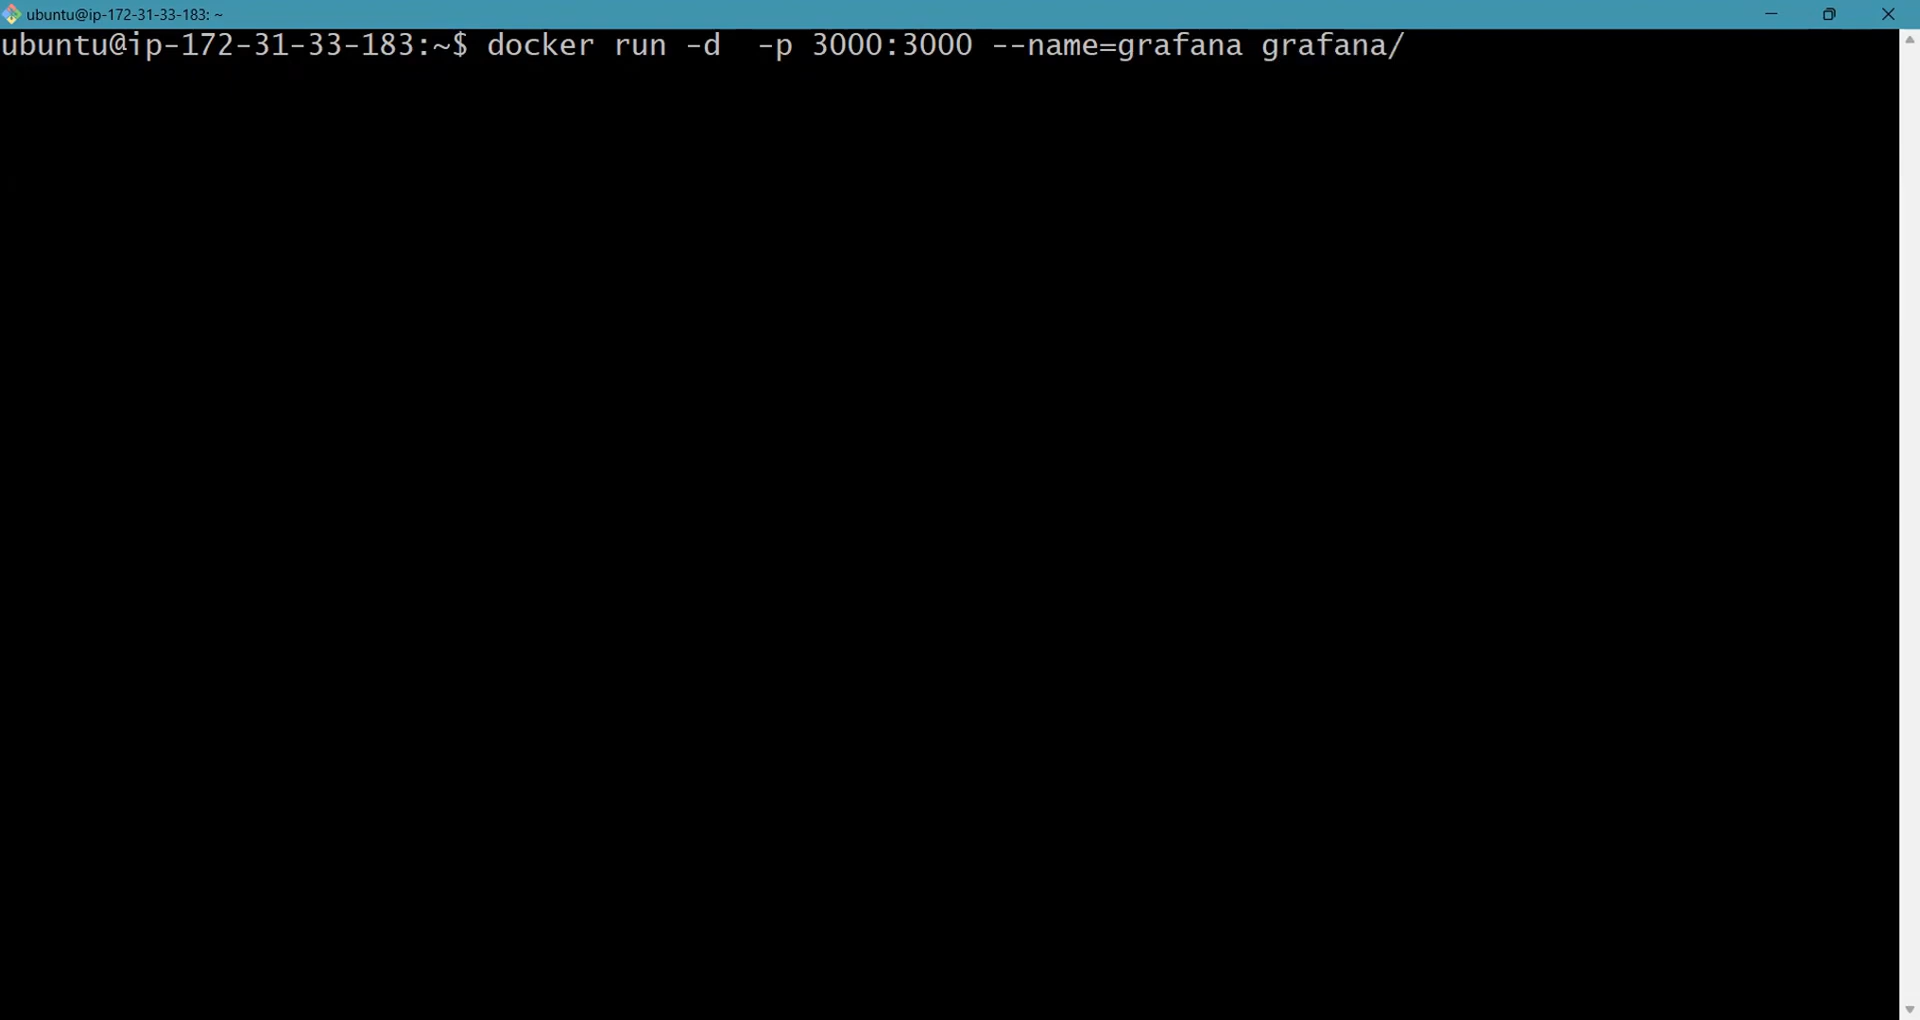 ubuntu@ip-172-31-33-183: ~
ubuntu@ip-172-31-33-183:~$ docker run -d  -p 3000:3000 --name=grafana grafana/